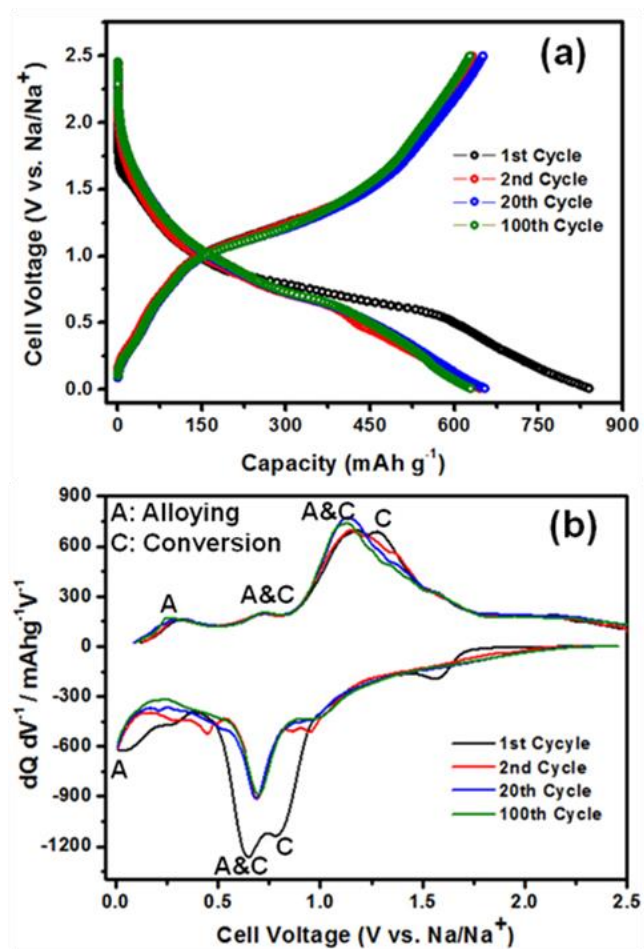 (a)
2.5
2.0
1.5
1.0
0.5
0.0
Cell Voltage (V vs. Na/Na⁺)
1st Cycle
2nd Cycle
20th Cycle
100th Cycle
0 150 300 450 600 750 900
Capacity (mAh g⁻¹)
(b)
A: Alloying
C: Conversion
900
600
300
0
-300
-600
-900
-1200
dQ dV⁻¹ / mAhg⁻¹V⁻¹
A&C
C
A&C
A
A
A&C
C
1st Cycyle
2nd Cycle
20th Cycle
100th Cycle
0.0 0.5 1.0 1.5 2.0 2.5
Cell Voltage (V vs. Na/Na⁺)